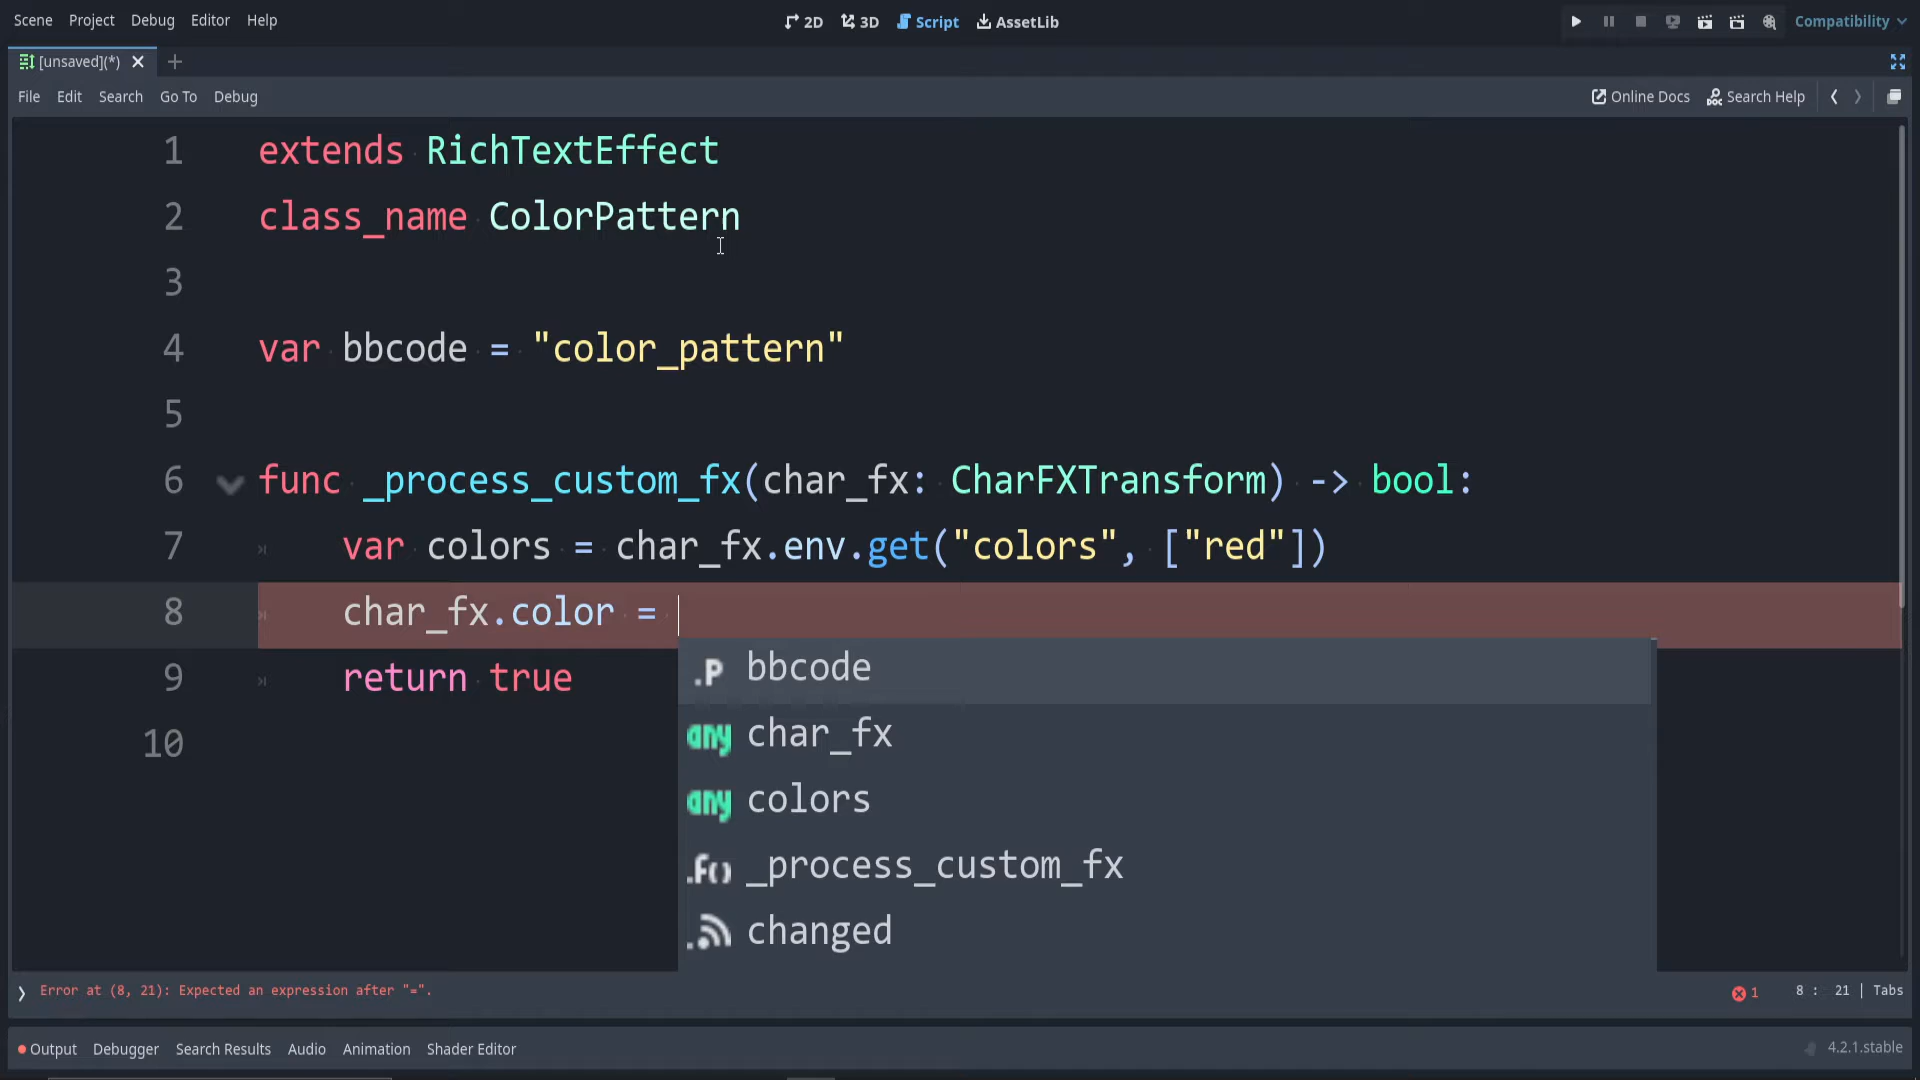 Scene Project Debug Editor Help 2D 3D Script AssetLib Compatibility
[unsaved](*)
File Edit Search Go To Debug Online Docs Search Help
1 extends RichTextEffect
2 class_name ColorPattern
3
4 var bbcode = "color_pattern"
5
6 func _process_custom_fx(char_fx: CharFXTransform) -> bool:
7 var colors = char_fx.env.get("colors", ["red"])
8 char_fx.color =
9 return true
10
.P bbcode
any char_fx
any colors
.F() _process_custom_fx
changed
Error at (8, 21): Expected an expression after "=". 1 8 : 21 | Tabs
Output Debugger Search Results Audio Animation Shader Editor 4.2.1.stable